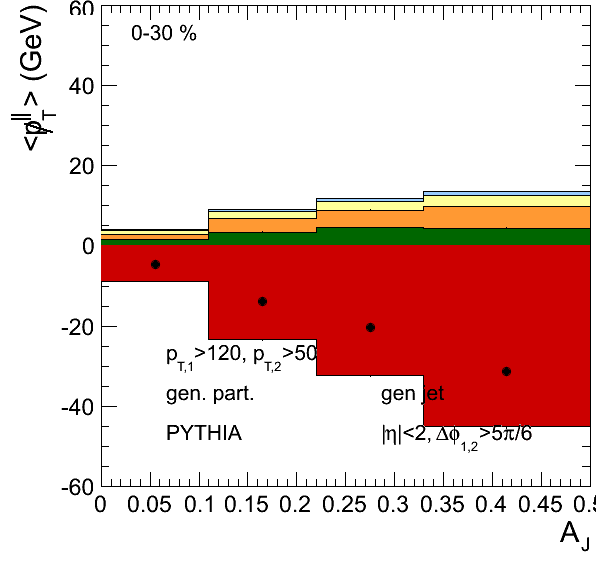 60
0-30 %
<p̸_T^||> (GeV)
40
20
0
-20
p_T,1>120, p_T,2>50
gen. part. gen jet
-40
PYTHIA |η|<2, Δϕ_1,2>5π/6
-60
0 0.05 0.1 0.15 0.2 0.25 0.3 0.35 0.4 0.45 0.5
A_J